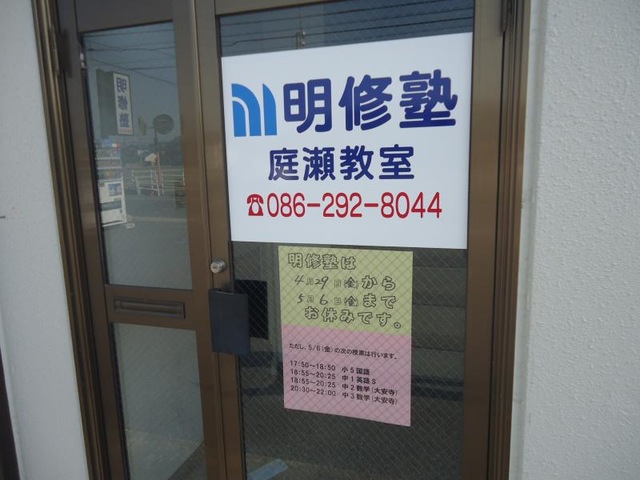 明修塾
庭瀬教室
☎086-292-8044
明修塾は
4月29日(金)から
5月6日(金)まで
お休みです。
ただし、5/6(金)の次の授業は行います。
17:50～18:50 小5国語
18:55～20:25 中1英語S
18:55～20:25 中2数学(大安寺)
20:30～22:00 中3数学(大安寺)
明修塾